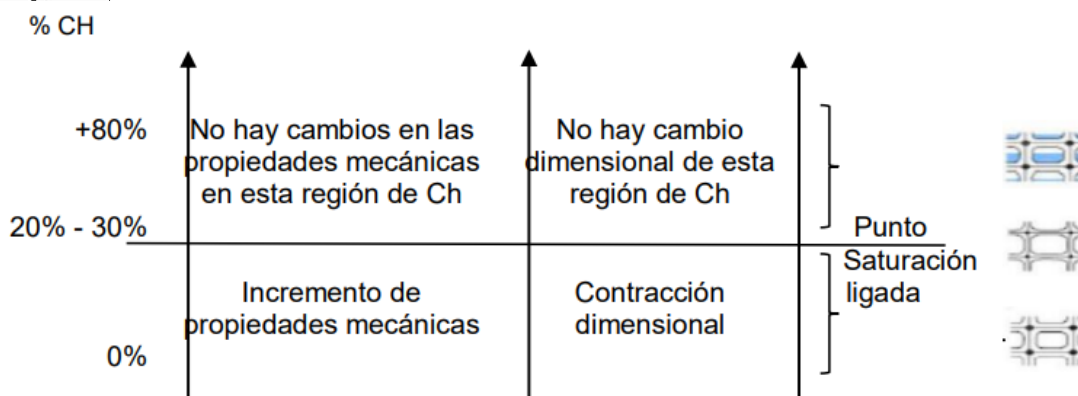 % CH
+80%
No hay cambios en las
propiedades mecánicas
en esta región de Ch
No hay cambio
dimensional de esta
región de Ch
20% - 30%
Punto
Saturación
ligada
Incremento de
propiedades mecánicas
Contracción
dimensional
0%